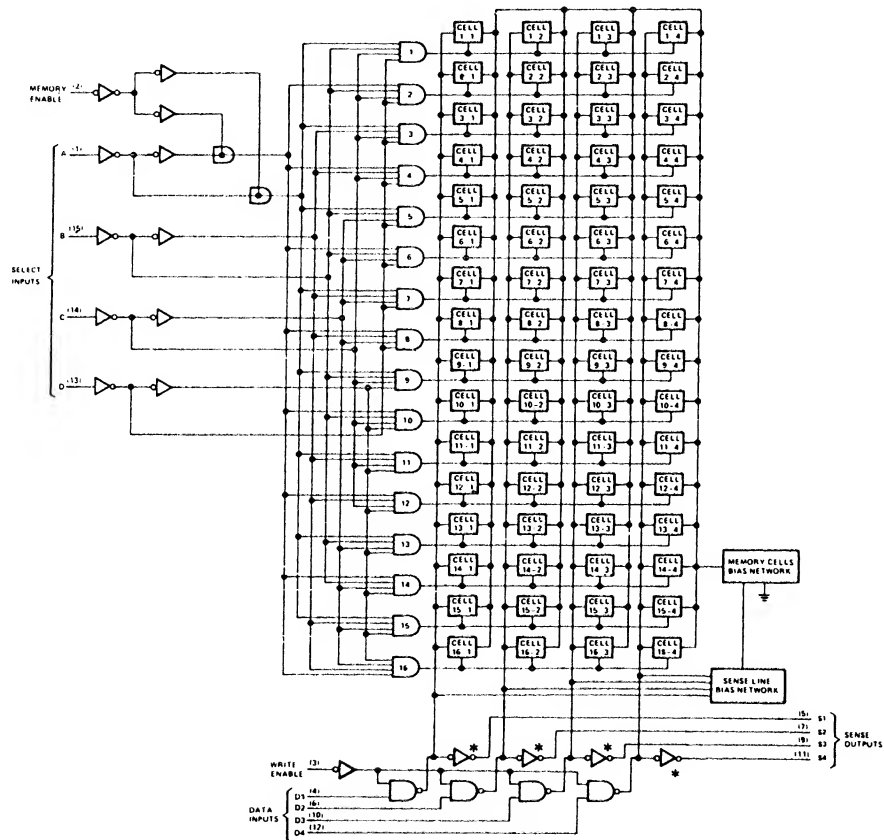 CELL CELL CELL CELL
1 1 1 2 1 3 1 4
1
CELL CELL CELL CELL
2 1 2 2 2 3 2 4
MEMORY ENABLE (2)
2
CELL CELL CELL CELL
3 1 3 2 3 3 3 4
3
CELL CELL CELL CELL
4 1 4 2 4 3 4 4
A (1)
4
CELL CELL CELL CELL
5 1 5 2 5 3 5 4
5
CELL CELL CELL CELL
6 1 6 2 6 3 6 4
B (15)
6
SELECT
INPUTS
CELL CELL CELL CELL
7 1 7 2 7 3 7 4
7
CELL CELL CELL CELL
8 1 8 2 8-3 8-4
C (14)
8
CELL CELL CELL CELL
9-1 9 2 9 3 9 4
9
D (13)
CELL CELL CELL CELL
10 1 10-2 10 3 10-4
10
CELL CELL CELL CELL
11-1 11 2 11-3 11 4
11
CELL CELL CELL CELL
12 1 12-2 12 3 12-4
12
CELL CELL CELL CELL
13 1 13-2 13-3 13 4
13
CELL CELL CELL CELL
14 1 14-2 14 3 14-4
MEMORY CELLS
BIAS NETWORK
14
CELL CELL CELL CELL
15 1 15-2 15 3 15-4
15
CELL CELL CELL CELL
16 1 16-2 16 3 16-4
16
SENSE LINE
BIAS NETWORK
(5) S1
(7) S2
(9) S3
(11) S4
SENSE
OUTPUTS
* * * *
WRITE
ENABLE
(3)
DATA
INPUTS
D1 (4)
D2 (6)
D3 (10)
D4 (12)